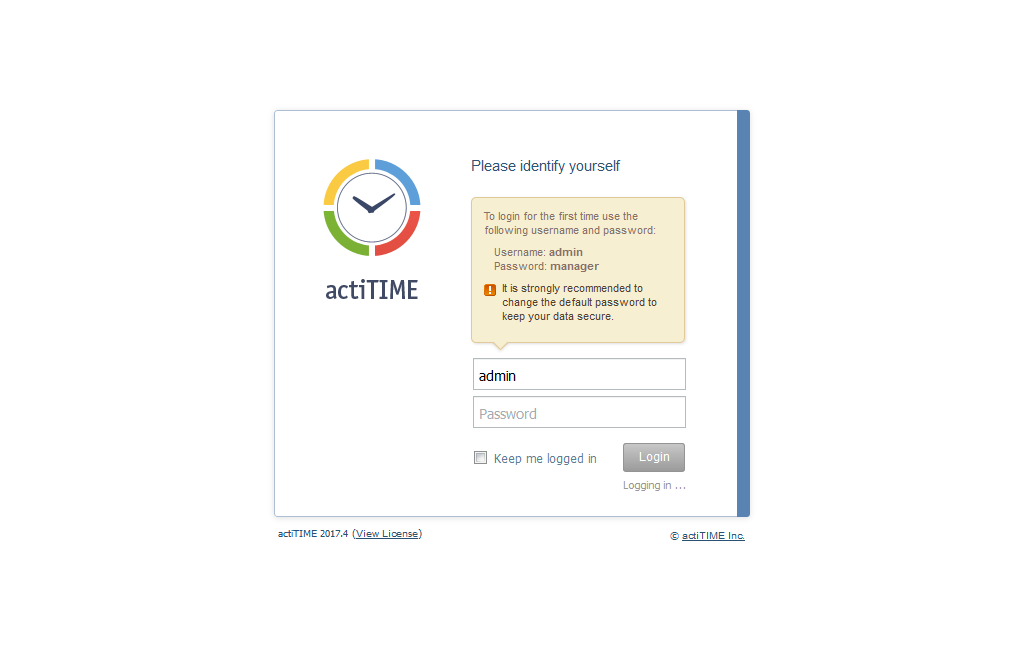 actiTIME
Please identify yourself
To login for the first time use the
following username and password:
Username: admin
Password: manager
It is strongly recommended to
change the default password to
keep your data secure.
admin
Password
Keep me logged in
Login
Logging in ...
actiTIME 2017.4 (View License)
© actiTIME Inc.